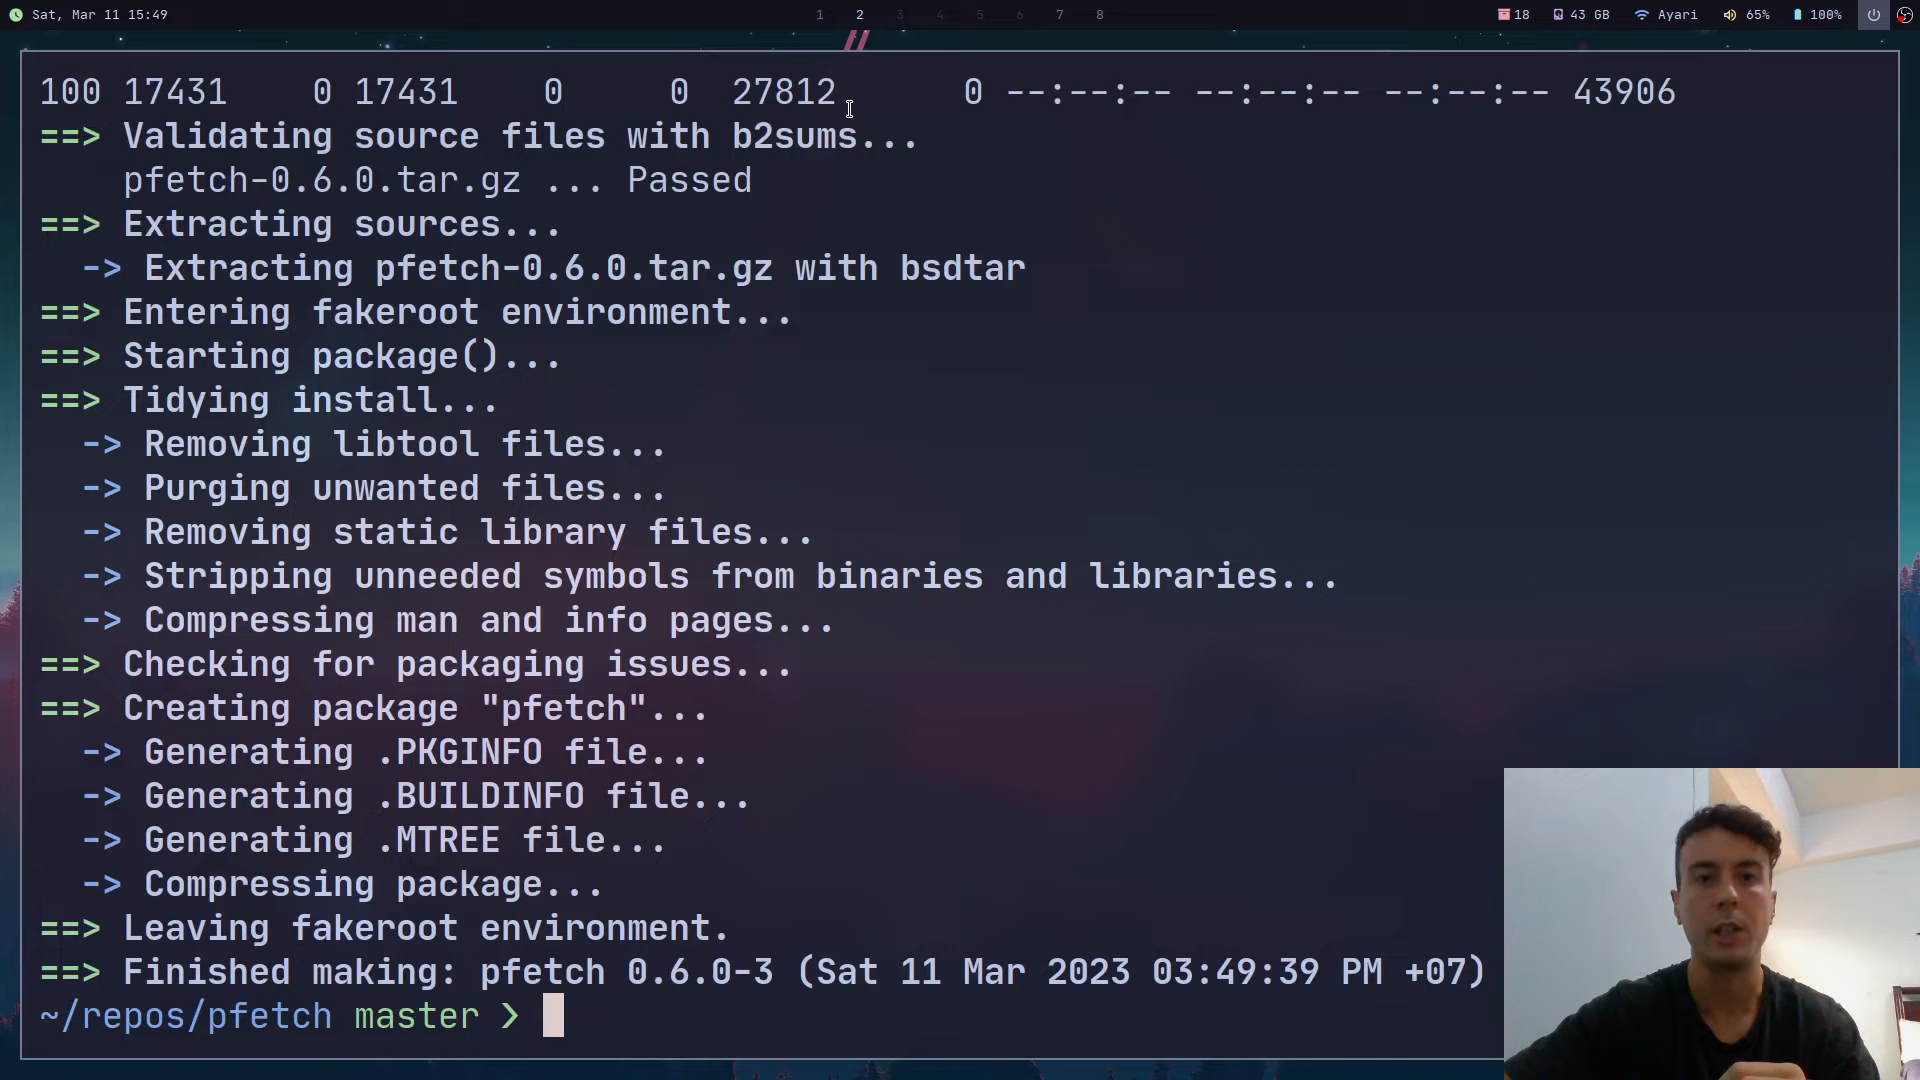 Sat, Mar 11 15:49 1 2 3 4 5 6 7 8 18 43 GB Ayari 65% 100%
100 17431 0 17431 0 0 27812 0 --:--:-- --:--:-- --:--:-- 43906
==> Validating source files with b2sums...
pfetch-0.6.0.tar.gz ... Passed
==> Extracting sources...
-> Extracting pfetch-0.6.0.tar.gz with bsdtar
==> Entering fakeroot environment...
==> Starting package()...
==> Tidying install...
-> Removing libtool files...
-> Purging unwanted files...
-> Removing static library files...
-> Stripping unneeded symbols from binaries and libraries...
-> Compressing man and info pages...
==> Checking for packaging issues...
==> Creating package "pfetch"...
-> Generating .PKGINFO file...
-> Generating .BUILDINFO file...
-> Generating .MTREE file...
-> Compressing package...
==> Leaving fakeroot environment.
==> Finished making: pfetch 0.6.0-3 (Sat 11 Mar 2023 03:49:39 PM +07)
~/repos/pfetch master ❯